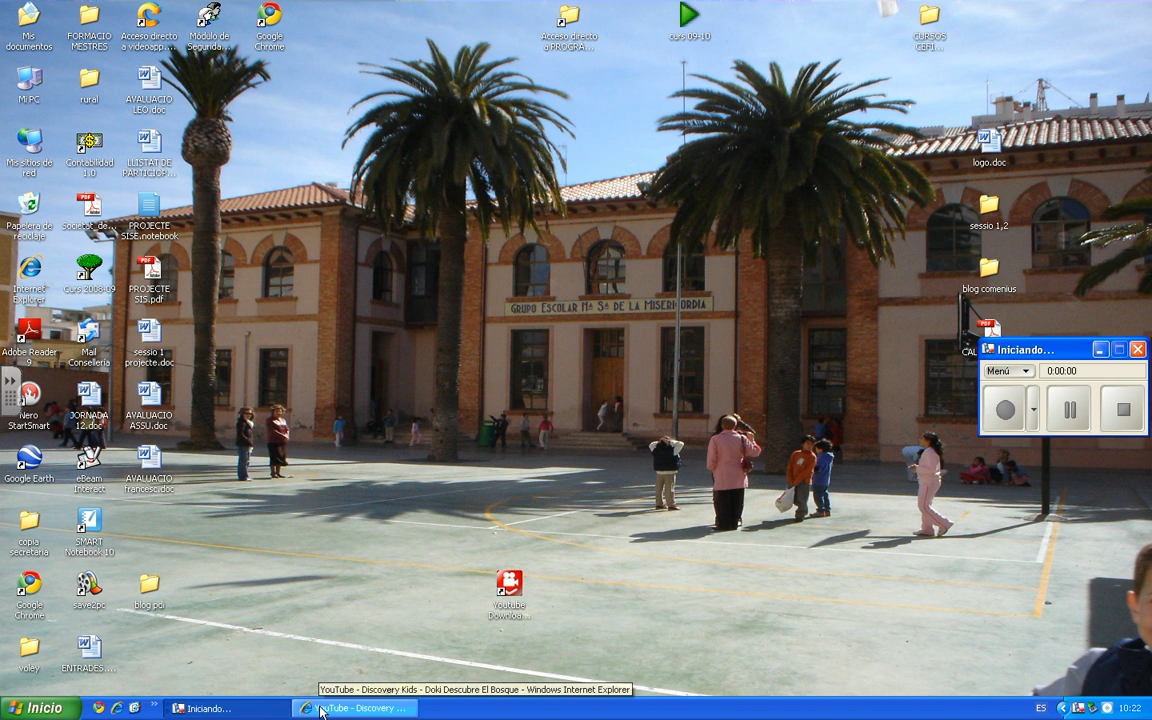 Mis
documentos
FORMACIO
MESTRES
Acceso directo
a videoapp....
Módulo de
Segurida...
Google
Chrome
Acceso directo
a PROGRA...
curs 09-10
CURSOS
CEFI...
Mi PC
rural
AVALUACIO
LEO.doc
Mis sitios de
red
Contabilidad
1.0
LLISTAT DE
PARTICIOP...
logo.doc
Papelera de
reciclaje
Societat_de...
PROJECTE
SISE.notebook
sessio 1,2
Internet
Explorer
Curs 2008-09
PROJECTE
SIS.pdf
blog comenius
GRUPO ESCOLAR Mª Sª DE LA MISERICORDIA
Adobe Reader
9
Mail
Conselleria
sessio 1
projecte.doc
CAL
Iniciando...
Menú
0:00:00
Nero
StartSmart
JORNADA
12.doc
AVALUACIO
ASSU.doc
Google Earth
eBeam
Interact
AVALUACIO
francesc.doc
copia
secretaria
SMART
Notebook 10
Google
Chrome
save2pc
blog pdi
Youtube
Downloa...
voley
ENTRADES....
YouTube - Discovery Kids - Doki Descubre El Bosque - Windows Internet Explorer
Inicio
Iniciando...
YouTube - Discovery ...
ES
10:22